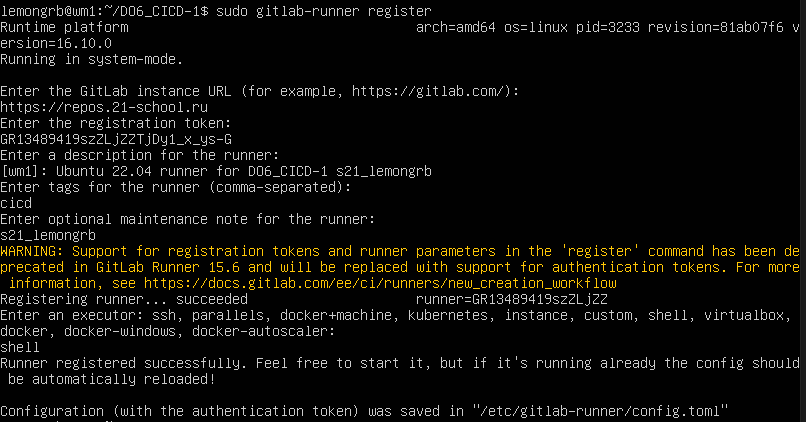 lemongrb@wm1:~/DO6_CICD-1$ sudo gitlab-runner register
Runtime platform                                    arch=amd64 os=linux pid=3233 revision=81ab07f6 v
ersion=16.10.0
Running in system-mode.

Enter the GitLab instance URL (for example, https://gitlab.com/):
https://repos.21-school.ru
Enter the registration token:
GR13489419szZLjZZTjDy1_x_ys-G
Enter a description for the runner:
[wm1]: Ubuntu 22.04 runner for DO6_CICD-1 s21_lemongrb
Enter tags for the runner (comma-separated):
cicd
Enter optional maintenance note for the runner:
s21_lemongrb
WARNING: Support for registration tokens and runner parameters in the 'register' command has been de
precated in GitLab Runner 15.6 and will be replaced with support for authentication tokens. For more
 information, see https://docs.gitlab.com/ee/ci/runners/new_creation_workflow
Registering runner... succeeded                     runner=GR13489419szZLjZZ
Enter an executor: ssh, parallels, docker+machine, kubernetes, instance, custom, shell, virtualbox,
docker, docker-windows, docker-autoscaler:
shell
Runner registered successfully. Feel free to start it, but if it's running already the config should
 be automatically reloaded!

Configuration (with the authentication token) was saved in "/etc/gitlab-runner/config.toml"